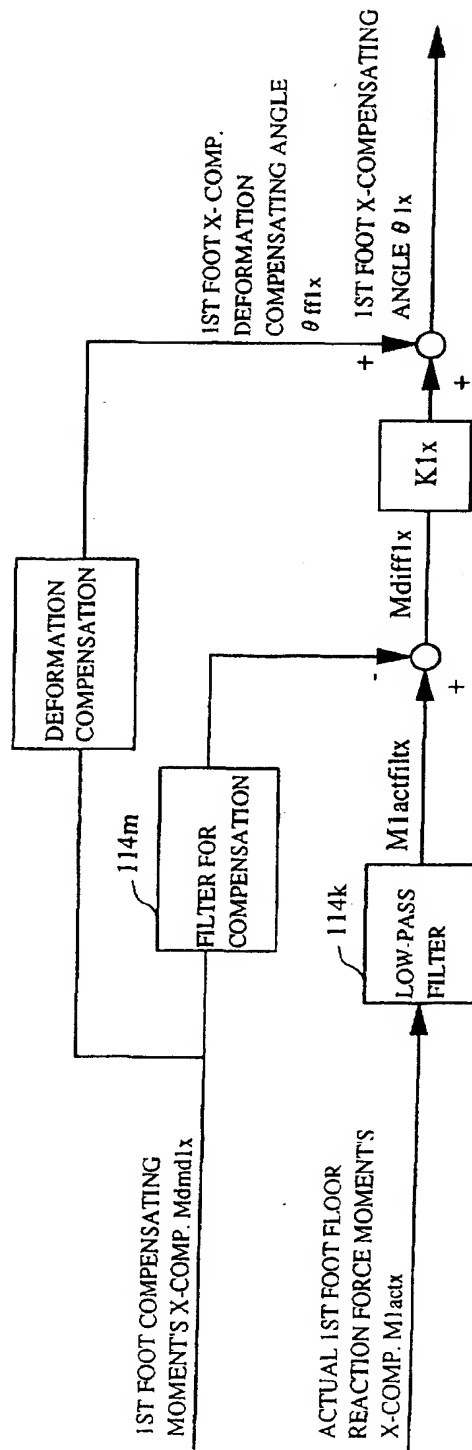 1ST FOOT COMPENSATING
MOMENT'S X-COMP. Mdmd1x
ACTUAL 1ST FOOT FLOOR
REACTION FORCE MOMENT'S
X-COMP. M1actx
114m
FILTER FOR
COMPENSATION
114k
LOW-PASS
FILTER
DEFORMATION
COMPENSATION
M1actfiltx
-
+
Mdiff1x
K1x
1ST FOOT X- COMP.
DEFORMATION
COMPENSATING ANGLE
θ ff1x
+
+
1ST FOOT X-COMPENSATING
ANGLE θ 1x